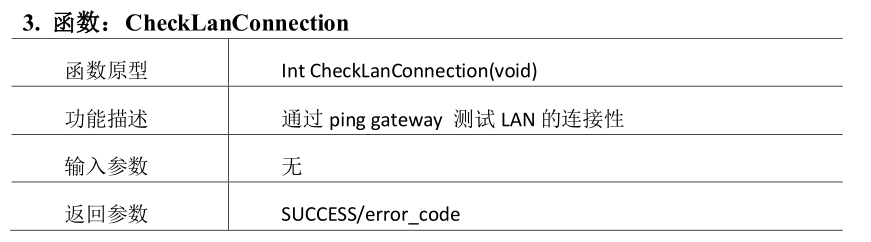 3. 函数：CheckLanConnection
函数原型 Int CheckLanConnection(void)
功能描述 通过 ping gateway 测试 LAN 的连接性
输入参数 无
返回参数 SUCCESS/error_code